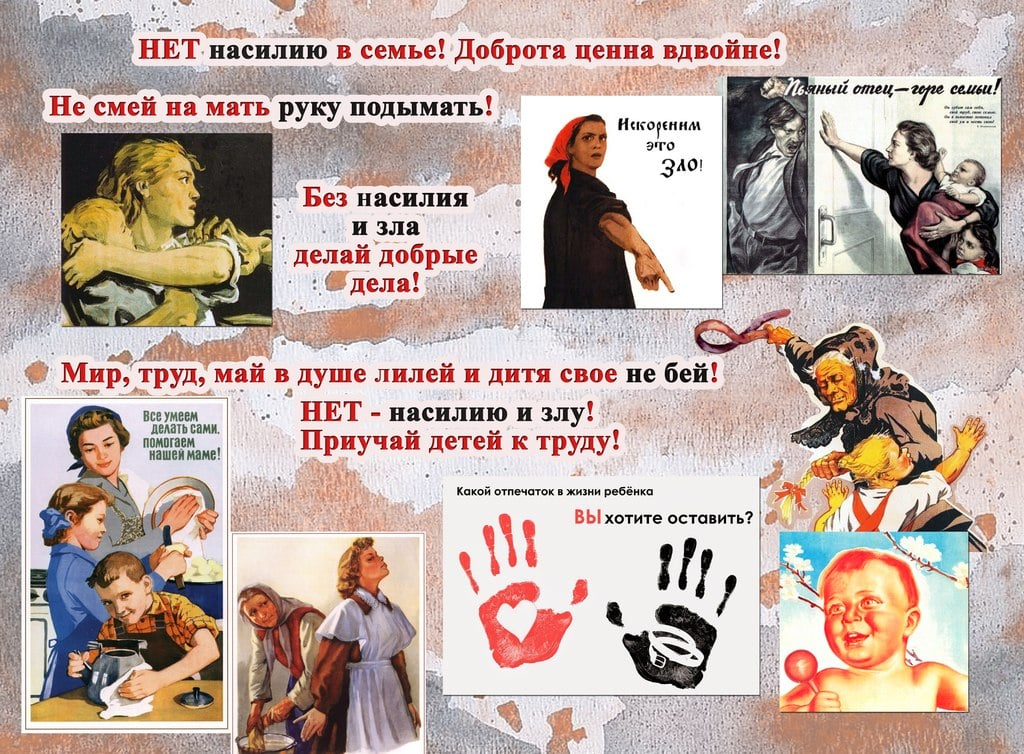 НЕТ насилию в семье! Доброта ценна вдвойне!
Не смей на мать руку подымать!
Искореним
это
Зло!
Пьяный отец—горе семьи!
Без насилия
и зла
делай добрые
дела!
Мир, труд, май в душе лилей и дитя свое не бей!
НЕТ - насилию и злу!
Приучай детей к труду!
Все умеем
делать сами,
помогаем
нашей маме!
Какой отпечаток в жизни ребёнка
ВЫ хотите оставить?